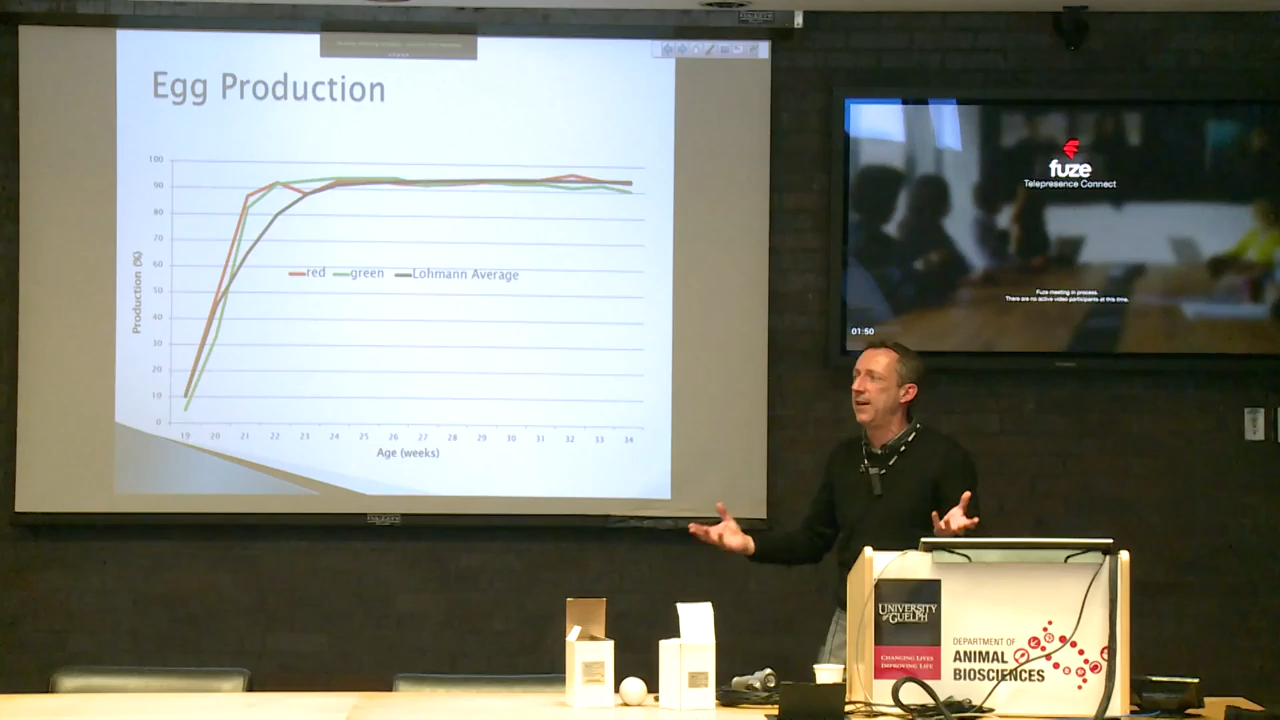 Egg Production
100
90
80
70
60
50
40
30
20
10
0
Production (%)
red green Lohmann Average
19 20 21 22 23 24 25 26 27 28 29 30 31 32 33 34
Age (weeks)
fuze
Telepresence Connect
Fuze meeting in process.
There are no active video participants at this time.
01:50
UNIVERSITY
OF GUELPH
CHANGING LIVES
IMPROVING LIFE
DEPARTMENT OF
ANIMAL
BIOSCIENCES